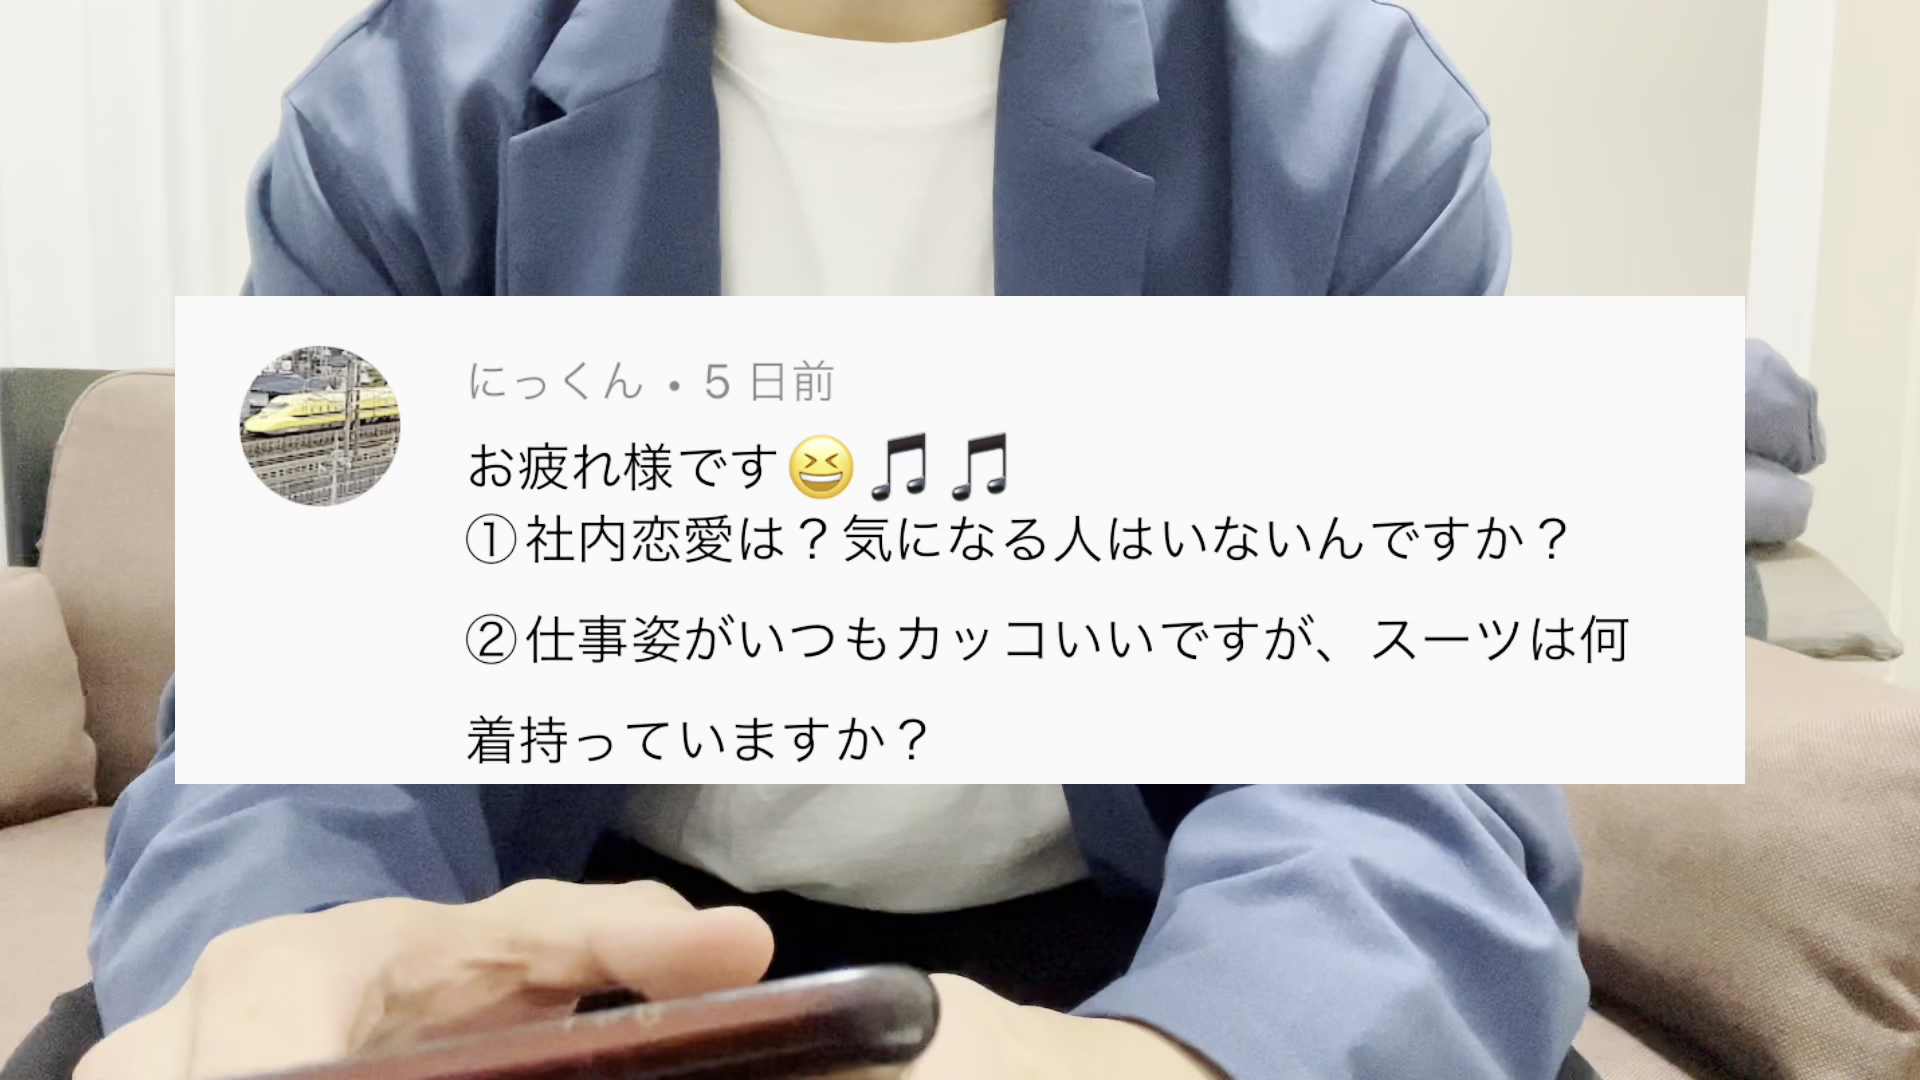 にっくん・5 日前
お疲れ様です😆🎵🎵
①社内恋愛は？気になる人はいないんですか？
②仕事姿がいつもカッコいいですが、スーツは何
着持っていますか？